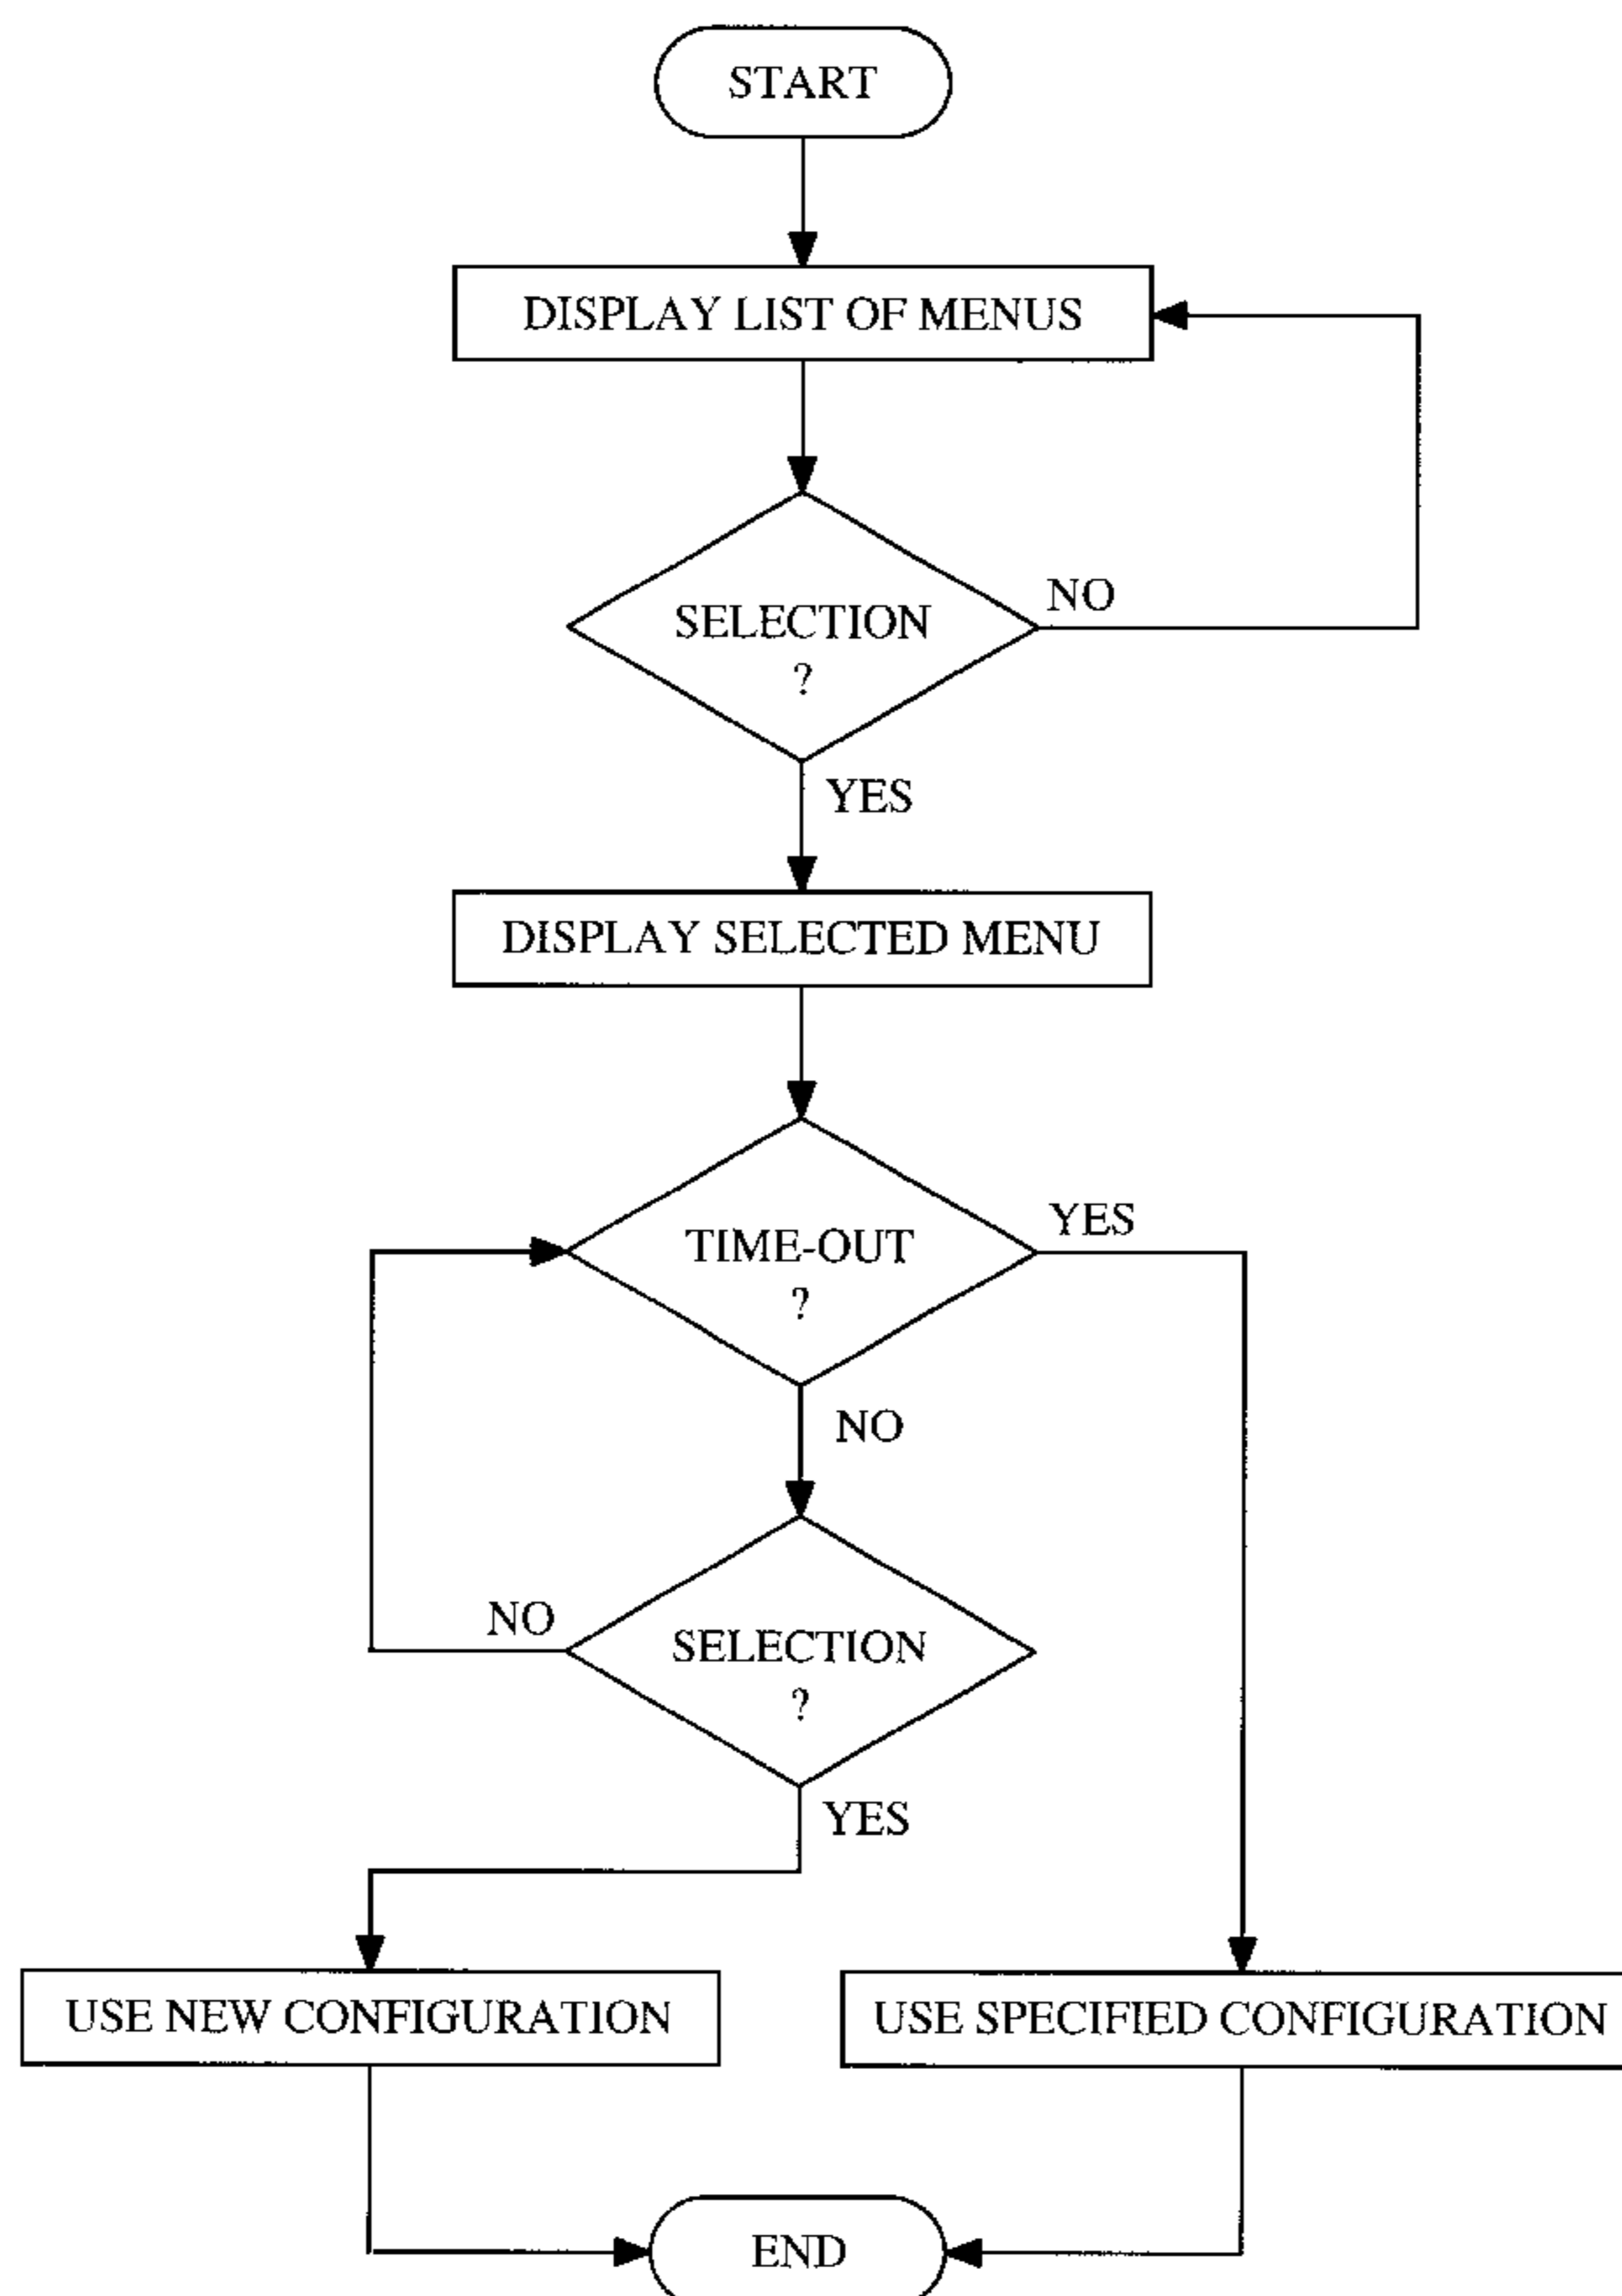 START
DISPLAY LIST OF MENUS
SELECTION
?
NO
YES
DISPLAY SELECTED MENU
TIME-OUT
?
YES
NO
SELECTION
?
NO
YES
USE NEW CONFIGURATION
USE SPECIFIED CONFIGURATION
END